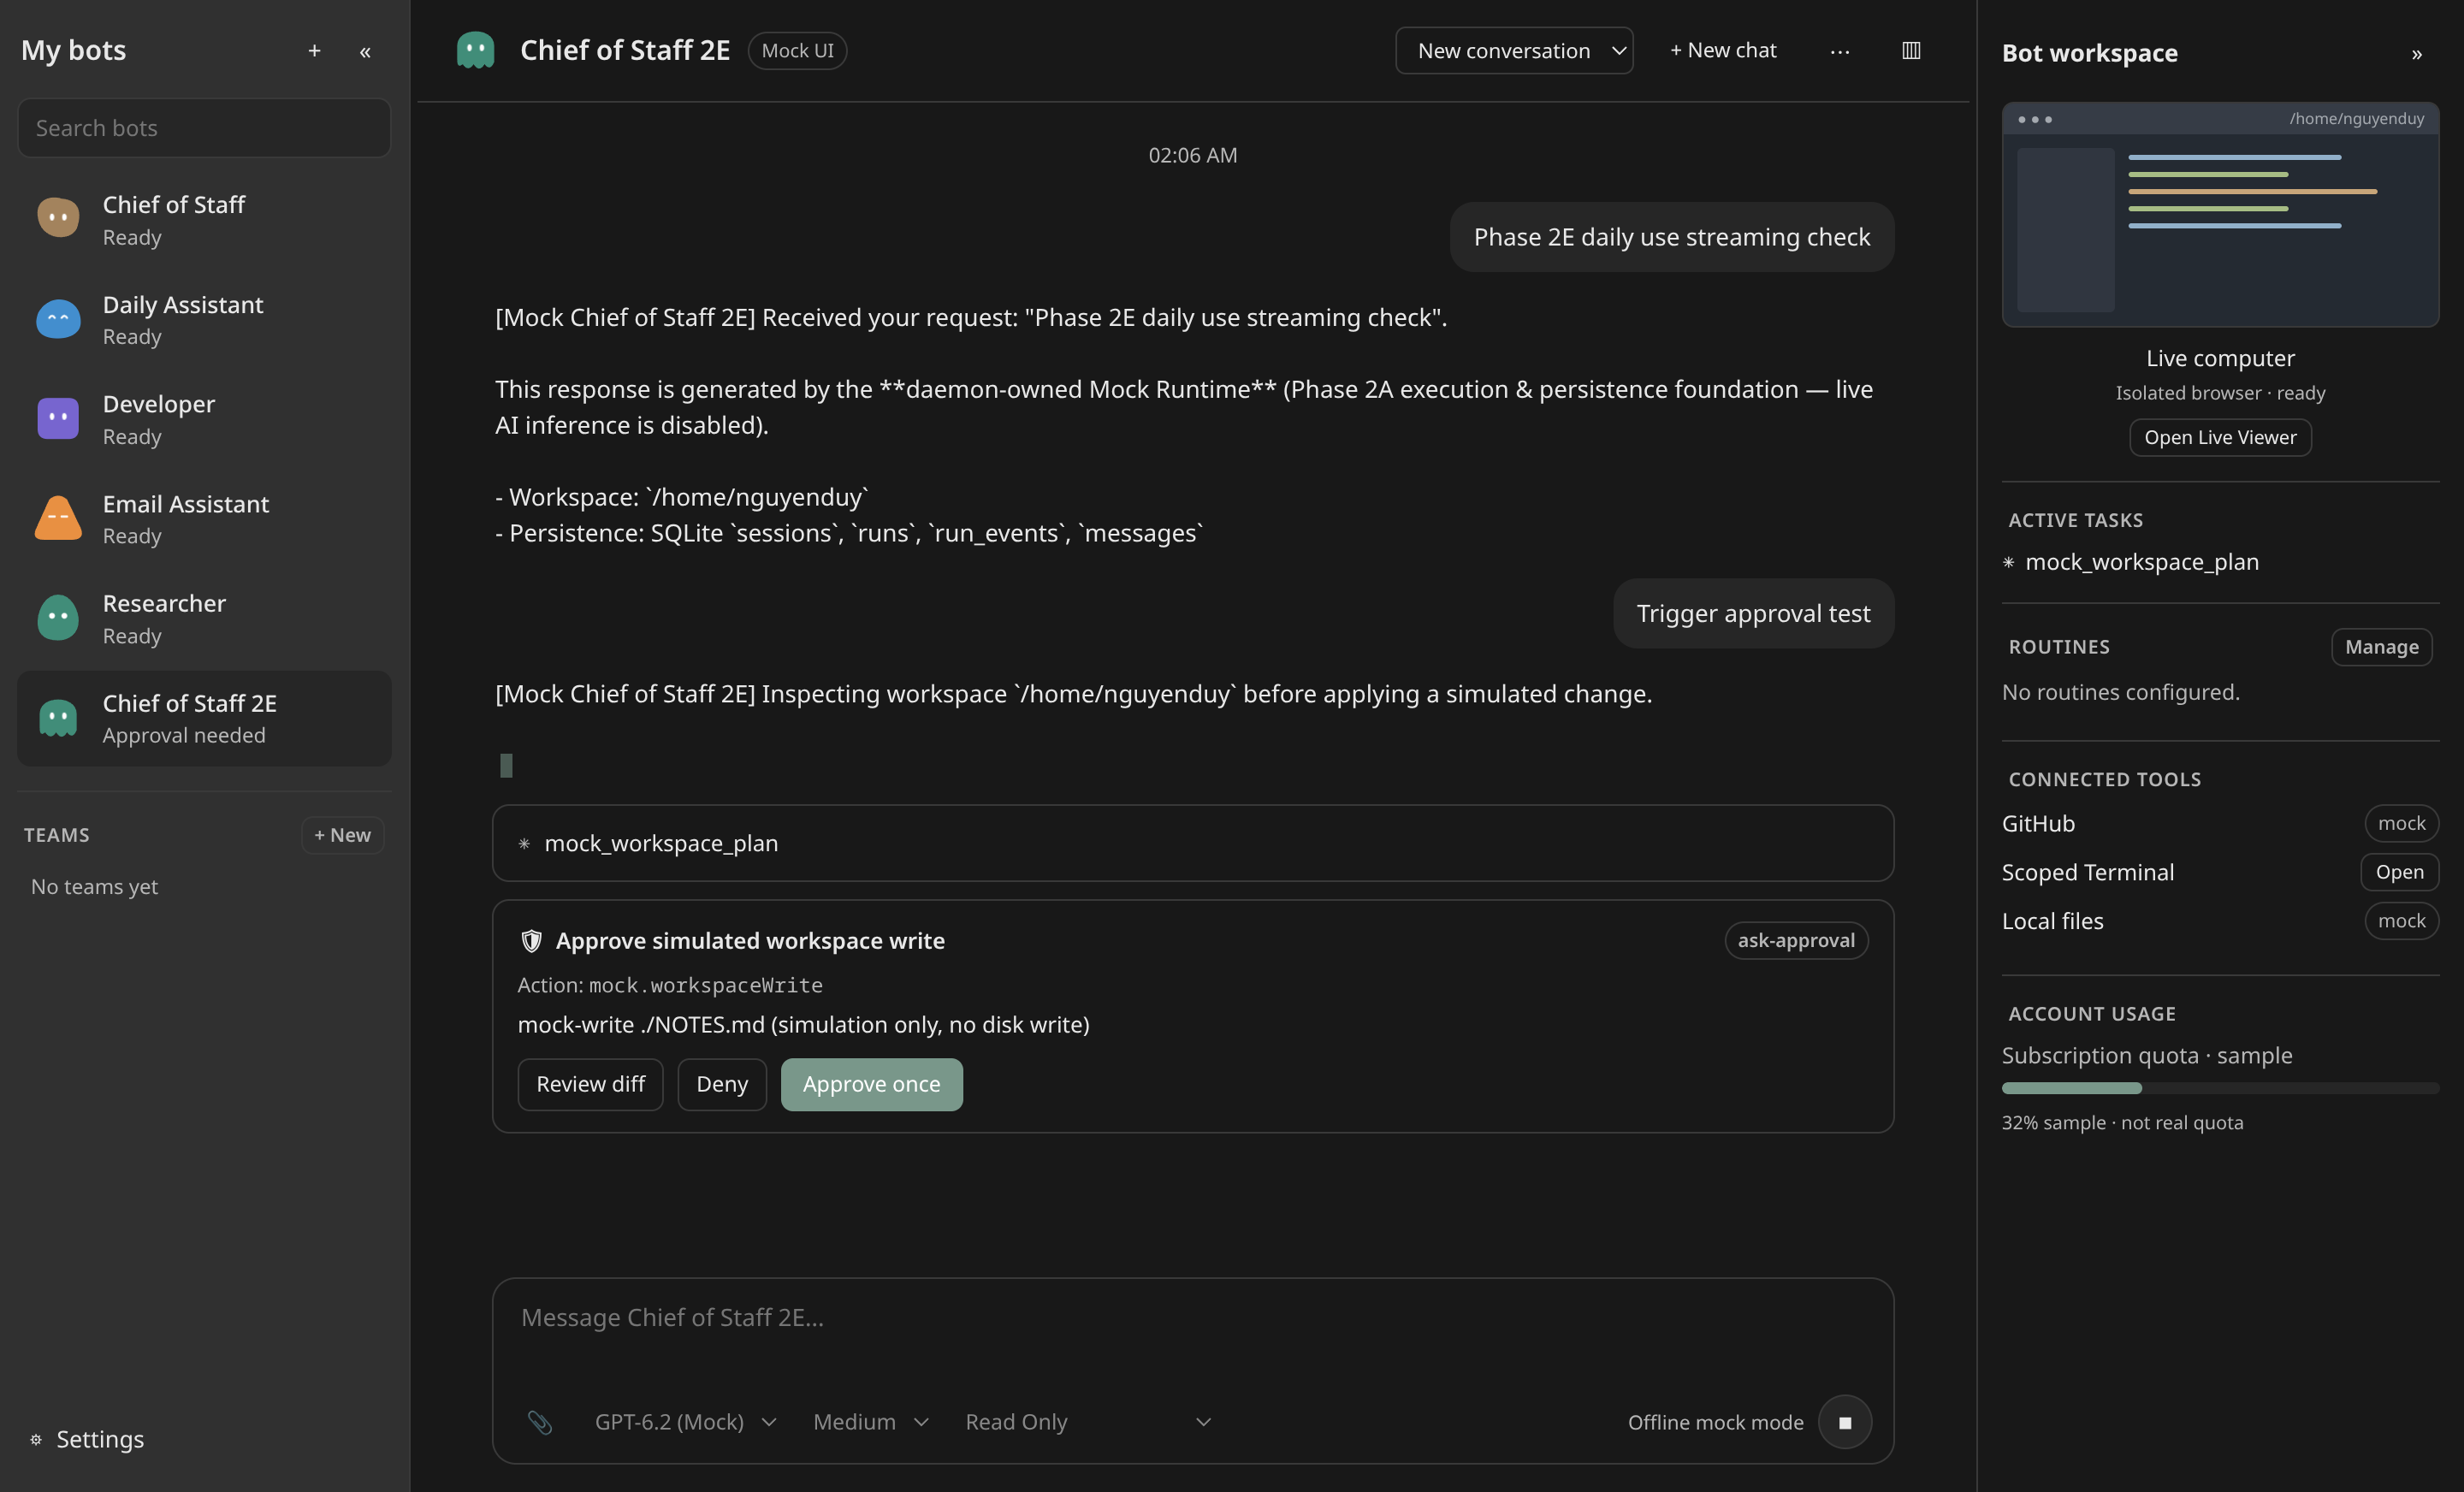 My bots
+ «
Search bots
Chief of Staff
Ready
Daily Assistant
Ready
Developer
Ready
Email Assistant
Ready
Researcher
Ready
Chief of Staff 2E
Approval needed
TEAMS
+ New
No teams yet
Settings
Chief of Staff 2E
Mock UI
New conversation
+ New chat
...
02:06 AM
Phase 2E daily use streaming check
[Mock Chief of Staff 2E] Received your request: "Phase 2E daily use streaming check".
This response is generated by the **daemon-owned Mock Runtime** (Phase 2A execution & persistence foundation — live
AI inference is disabled).
- Workspace: `/home/nguyenduy`
- Persistence: SQLite `sessions`, `runs`, `run_events`, `messages`
Trigger approval test
[Mock Chief of Staff 2E] Inspecting workspace `/home/nguyenduy` before applying a simulated change.
mock_workspace_plan
Approve simulated workspace write
ask-approval
Action: mock.workspaceWrite
mock-write ./NOTES.md (simulation only, no disk write)
Review diff
Deny
Approve once
Message Chief of Staff 2E...
GPT-6.2 (Mock)
Medium
Read Only
Offline mock mode
Bot workspace
»
/home/nguyenduy
Live computer
Isolated browser · ready
Open Live Viewer
ACTIVE TASKS
mock_workspace_plan
ROUTINES
Manage
No routines configured.
CONNECTED TOOLS
GitHub
mock
Scoped Terminal
Open
Local files
mock
ACCOUNT USAGE
Subscription quota · sample
32% sample · not real quota